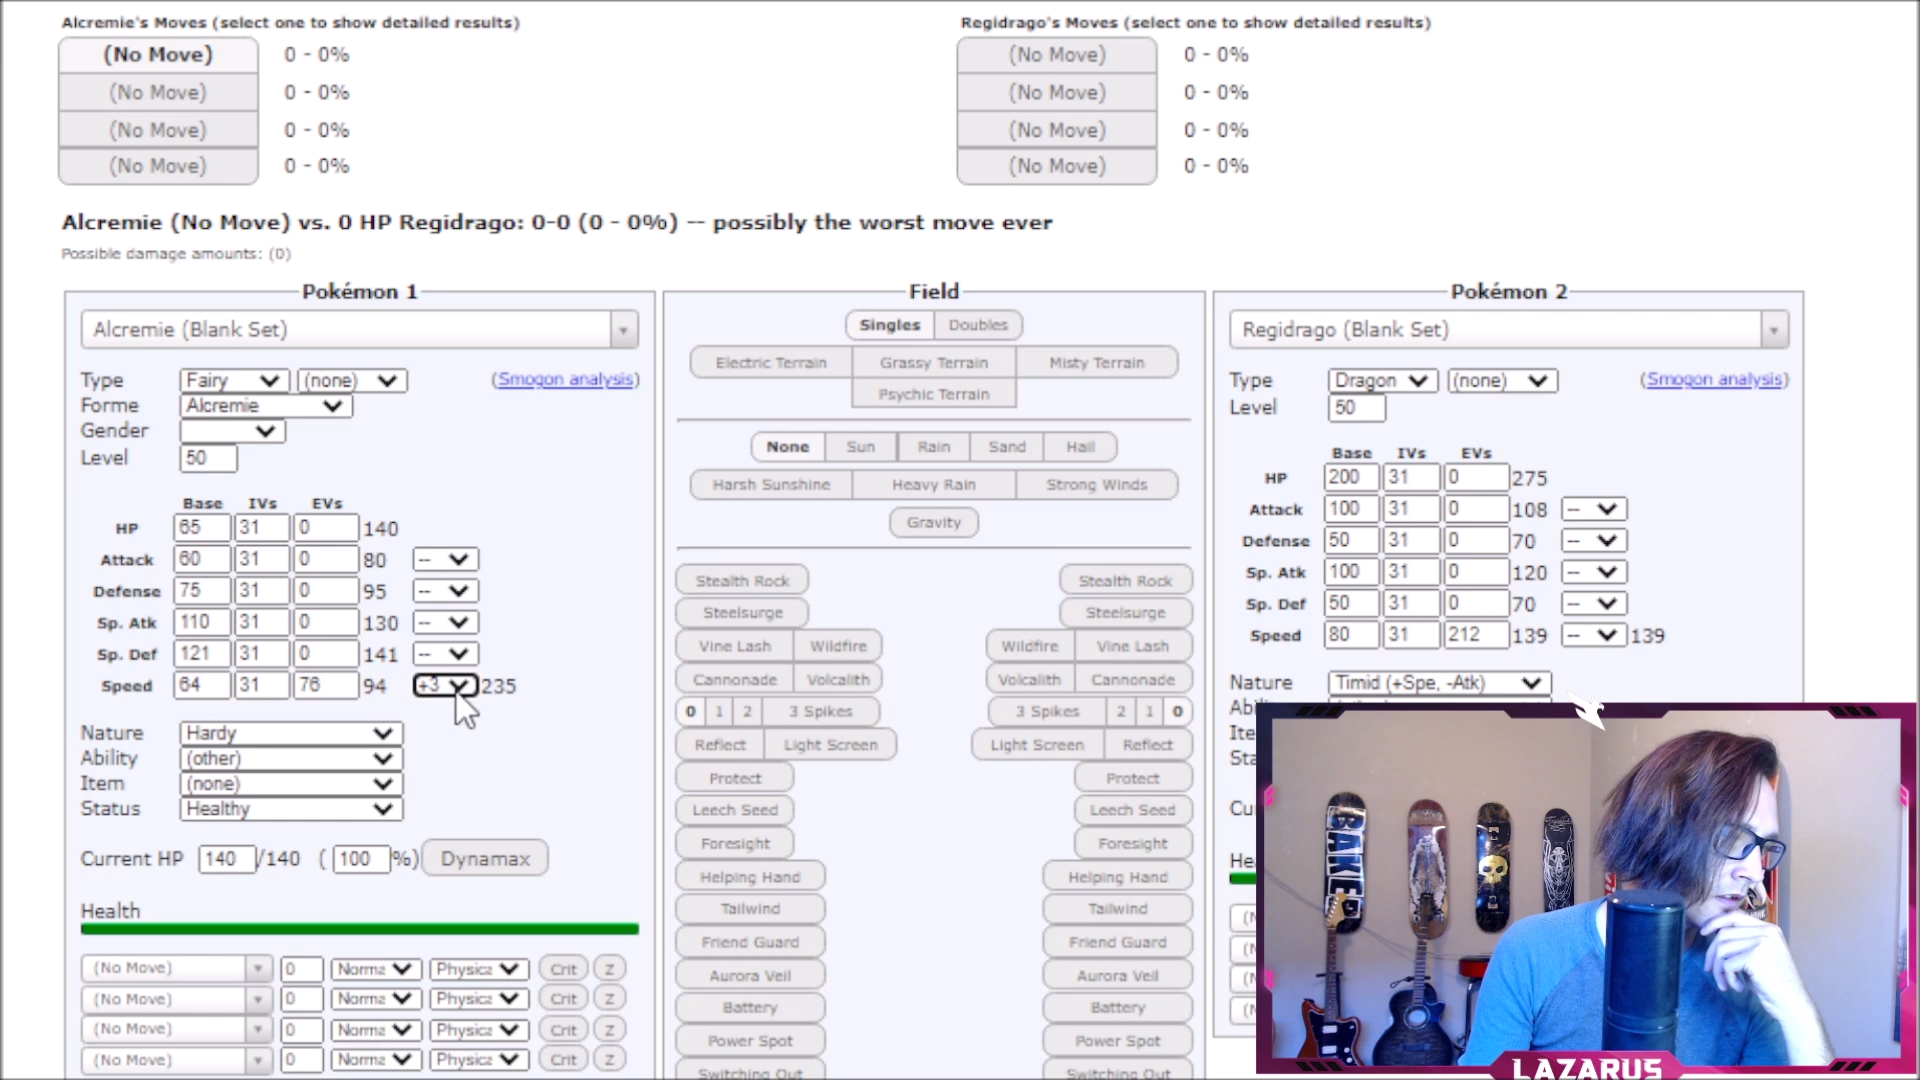 Alcremie's Moves (select one to show detailed results)
Regidrago's Moves (select one to show detailed results)
(No Move) 0 - 0% (No Move) 0 - 0%
(No Move) 0 - 0% (No Move) 0 - 0%
(No Move) 0 - 0% (No Move) 0 - 0%
(No Move) 0 - 0% (No Move) 0 - 0%
Alcremie (No Move) vs. 0 HP Regidrago: 0-0 (0 - 0%) -- possibly the worst move ever
Possible damage amounts: (0)
Pokémon 1
Alcremie (Blank Set)
Type Fairy (none) (Smogon analysis)
Forme Alcremie
Gender
Level 50
Base IVs EVs
HP 65 31 0 140
Attack 60 31 0 80 --
Defense 75 31 0 95 --
Sp. Atk 110 31 0 130 --
Sp. Def 121 31 0 141 --
Speed 64 31 76 94 +3 235
Nature Hardy
Ability (other)
Item (none)
Status Healthy
Current HP 140 /140 ( 100 %) Dynamax
Health
(No Move) 0 Norma Physica Crit Z
(No Move) 0 Norma Physica Crit Z
(No Move) 0 Norma Physica Crit Z
(No Move) 0 Norma Physica Crit Z
Field
Singles Doubles
Electric Terrain Grassy Terrain Misty Terrain
Psychic Terrain
None Sun Rain Sand Hail
Harsh Sunshine Heavy Rain Strong Winds
Gravity
Stealth Rock Stealth Rock
Steelsurge Steelsurge
Vine Lash Wildfire Wildfire Vine Lash
Cannonade Volcalith Volcalith Cannonade
0 1 2 3 Spikes 3 Spikes 2 1 0
Reflect Light Screen Light Screen Reflect
Protect Protect
Leech Seed Leech Seed
Foresight Foresight
Helping Hand Helping Hand
Tailwind Tailwind
Friend Guard Friend Guard
Aurora Veil Aurora Veil
Battery Battery
Power Spot Power Spot
Switching Out Switching Out
Pokémon 2
Regidrago (Blank Set)
Type Dragon (none) (Smogon analysis)
Level 50
Base IVs EVs
HP 200 31 0 275
Attack 100 31 0 108 --
Defense 50 31 0 70 --
Sp. Atk 100 31 0 120 --
Sp. Def 50 31 0 70 --
Speed 80 31 212 139 -- 139
Nature Timid (+Spe, -Atk)
Abi
Ite
Sta
Cu
Hea
BAKER
LAZARUS